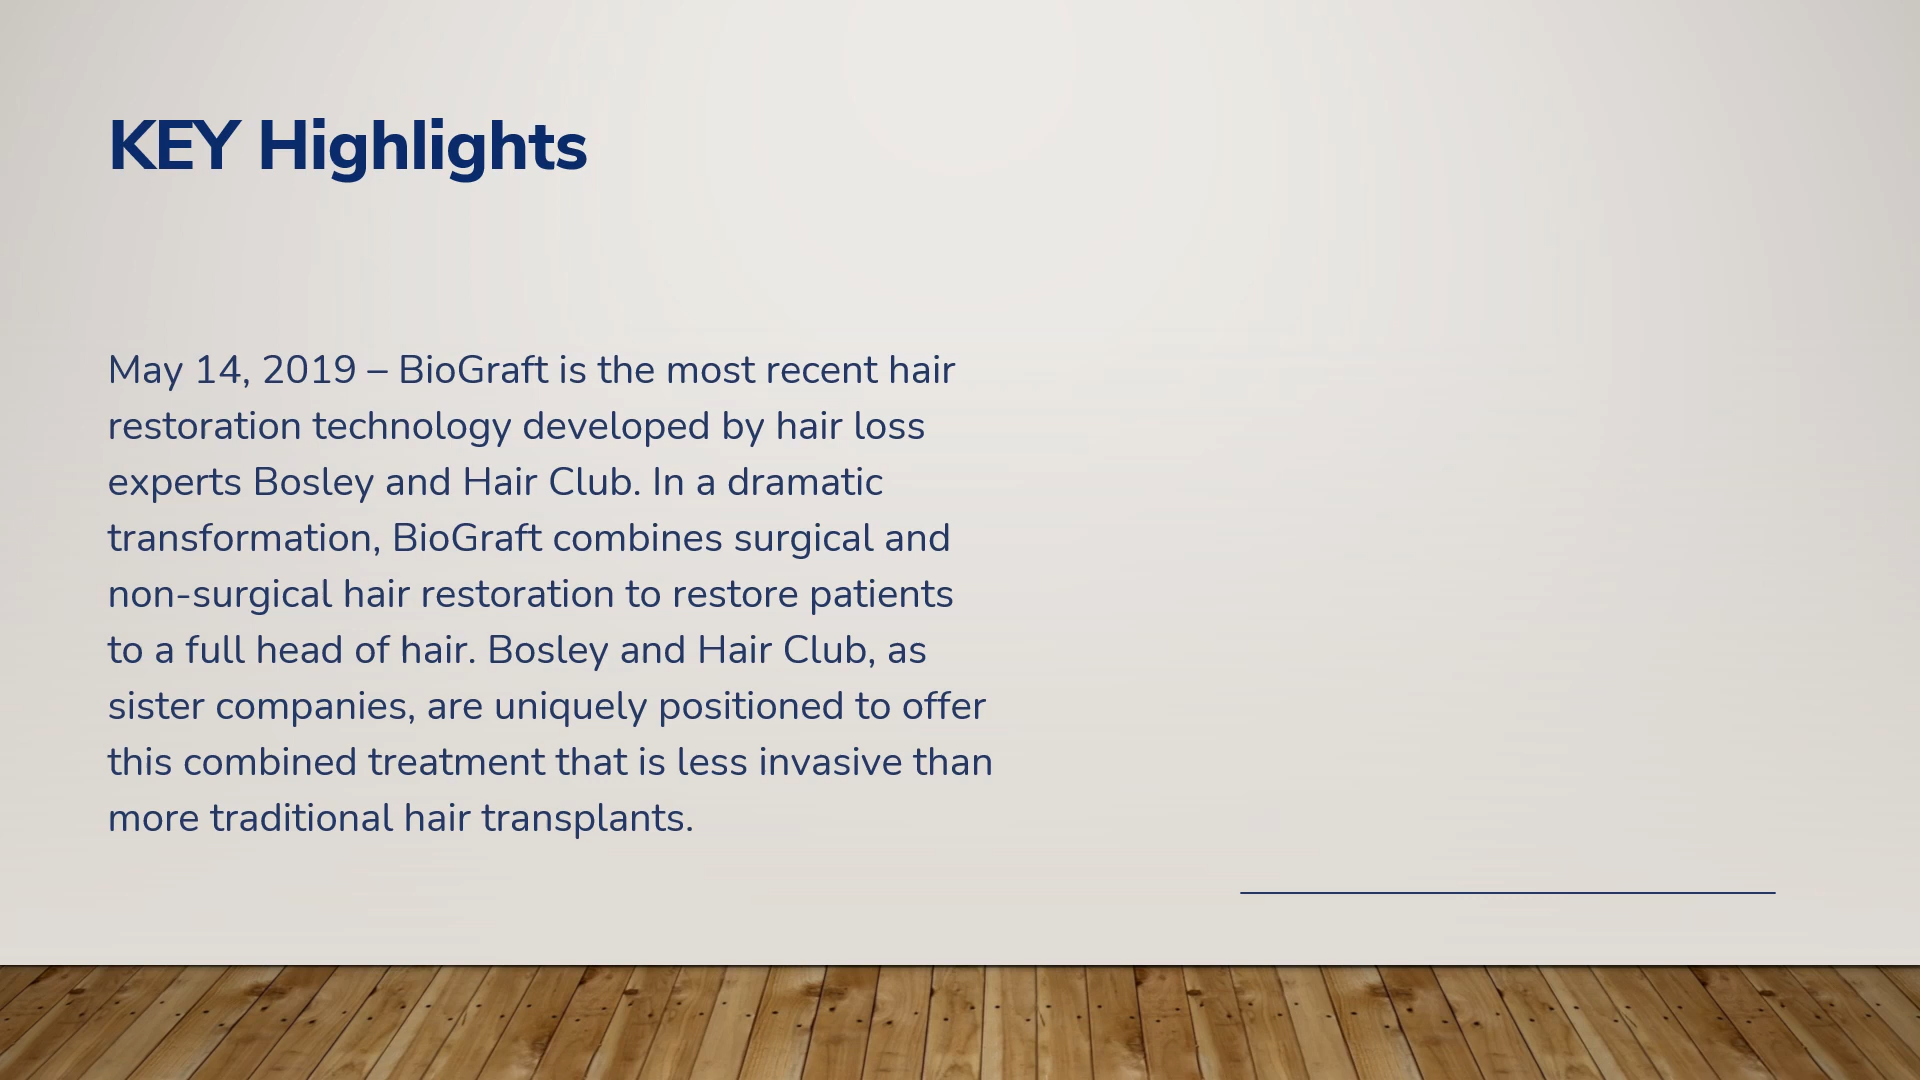 KEY Highlights
May 14, 2019 – BioGraft is the most recent hair
restoration technology developed by hair loss
experts Bosley and Hair Club. In a dramatic
transformation, BioGraft combines surgical and
non-surgical hair restoration to restore patients
to a full head of hair. Bosley and Hair Club, as
sister companies, are uniquely positioned to offer
this combined treatment that is less invasive than
more traditional hair transplants.